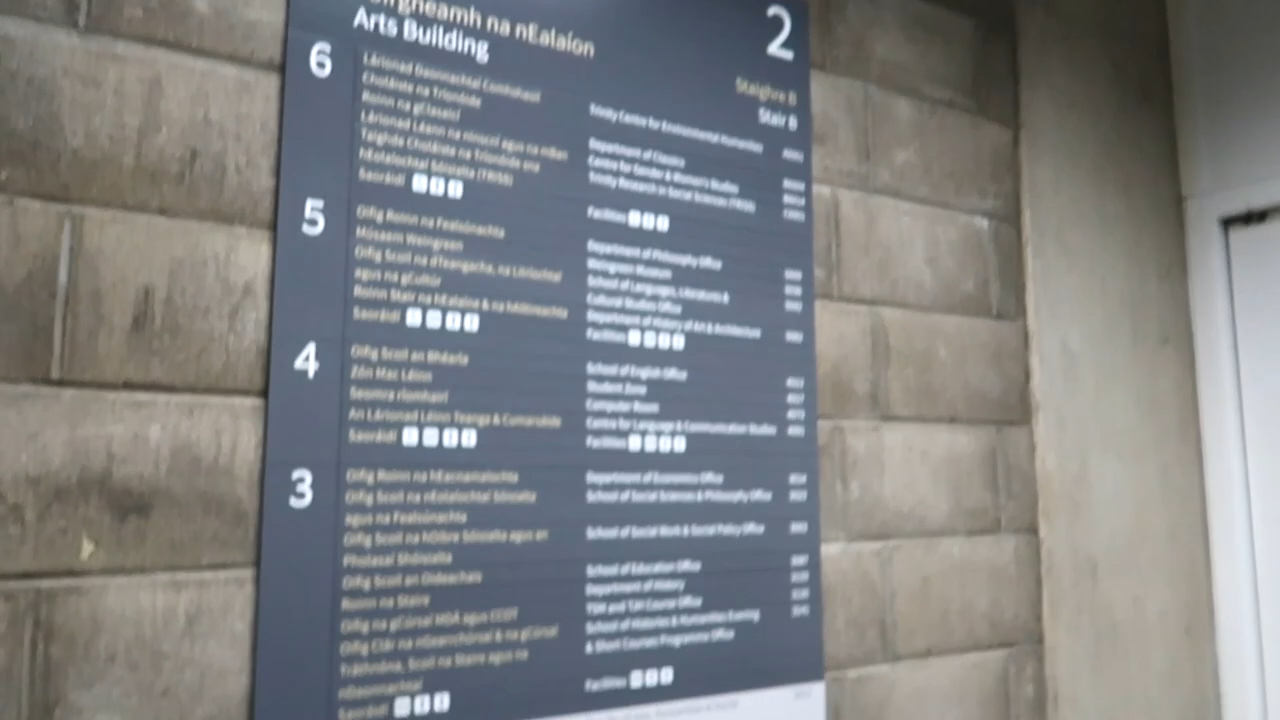 na nEalaíon
Arts Building
2
Staighre B
Stair B
6
Lárionad Daonnachtaí Comhshaoil
Choláiste na Tríonóide
Trinity Centre for Environmental Humanities
Roinn na gClasaicí
Department of Classics
Lárionad Léann na nInscní agus na mBan
Centre for Gender & Women's Studies
Taighde Choláiste na Tríonóide sna
hEolaíochtaí Sóisialta (TRISS)
Trinity Research in Social Sciences (TRiSS)
Saoráidí
Facilities
5
Oifig Roinn na Fealsúnachta
Department of Philosophy Office
Músaem Weingreen
Weingreen Museum
Oifig Scoil na dTeangacha, na Litríochtaí
agus na gCultúr
School of Languages, Literatures &
Cultural Studies Office
Roinn Stair na hEalaíne & na hAiltireachta
Department of History of Art & Architecture
Saoráidí
Facilities
4
Oifig Scoil an Bhéarla
School of English Office
Zón Mac Léinn
Student Zone
Seomra ríomhairí
Computer Room
An Lárionad Léinn Teanga & Cumarsáide
Centre for Language & Communication Studies
Saoráidí
Facilities
3
Oifig Roinn na hEacnamaíochta
Department of Economics Office
Oifig Scoil na nEolaíochtaí Sóisialta
agus na Fealsúnachta
School of Social Sciences & Philosophy Office
Oifig Scoil na hOibre Sóisialta agus an
Pholasaí Shóisialta
School of Social Work & Social Policy Office
Oifig Scoil an Oideachais
School of Education Office
Roinn na Staire
Department of History
Oifig na gCúrsaí
TSM and TJH Course Office
Oifig Clár na nGearrchúrsaí & na gCúrsaí
Tráthnóna, Scoil na Staire agus na
nDaonnachtaí
School of Histories & Humanities Evening
& Short Courses Programme Office
Saoráidí
Facilities